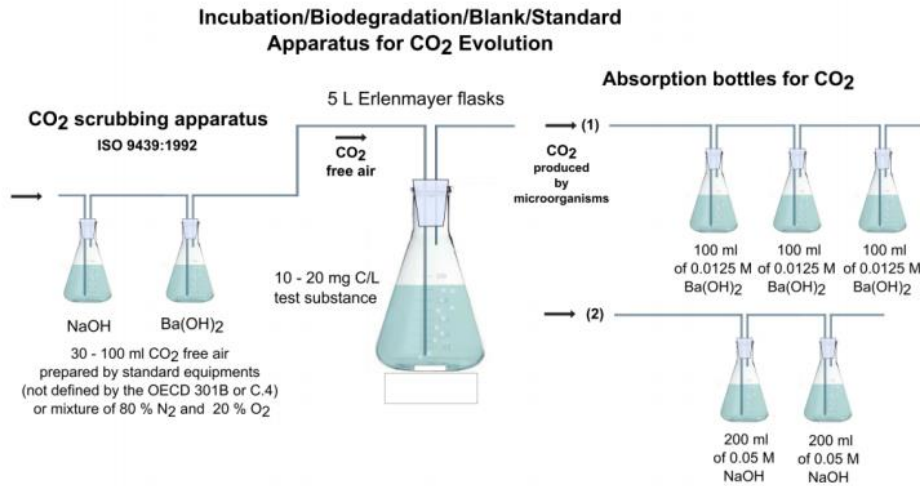 Incubation/Biodegradation/Blank/Standard
Apparatus for CO2 Evolution
Absorption bottles for CO2
5 L Erlenmayer flasks
CO2 scrubbing apparatus
ISO 9439:1992
CO2
free air
(1)
CO2
produced
by
microorganisms
100 ml
of 0.0125 M
Ba(OH)2
100 ml
of 0.0125 M
Ba(OH)2
100 ml
of 0.0125 M
Ba(OH)2
10 - 20 mg C/L
test substance
NaOH
Ba(OH)2
(2)
30 - 100 ml CO2 free air
prepared by standard equipments
(not defined by the OECD 301B or C.4)
or mixture of 80 % N2 and 20 % O2
200 ml
of 0.05 M
NaOH
200 ml
of 0.05 M
NaOH